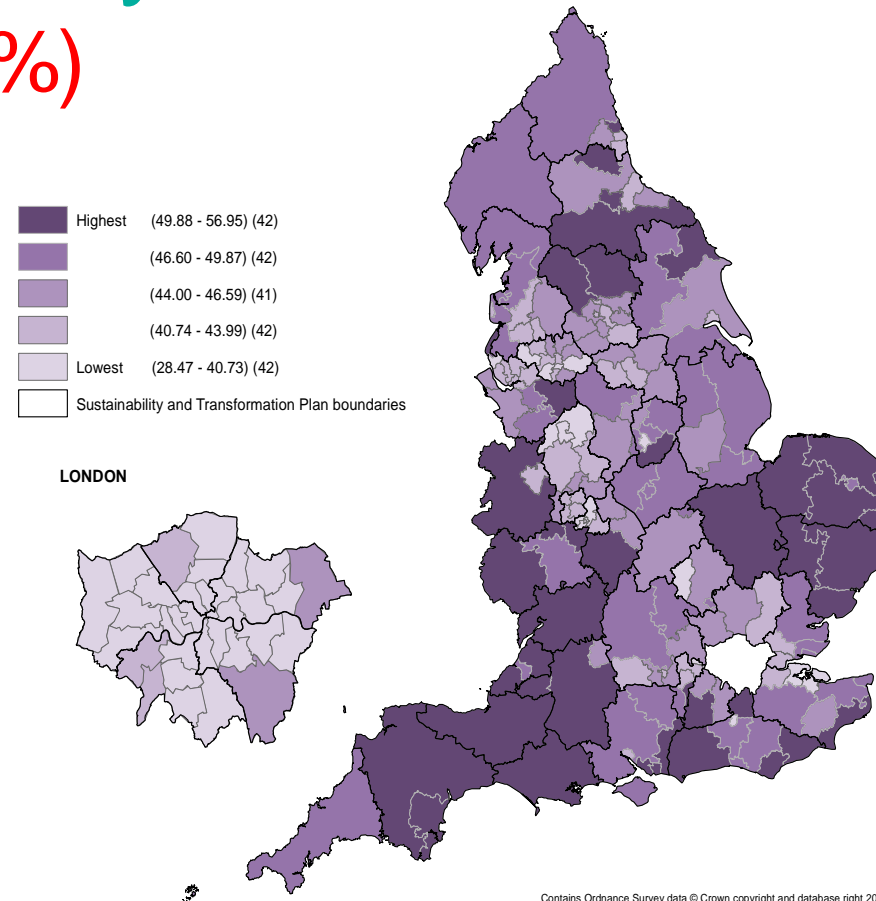 %)
Highest (49.88 - 56.95) (42)
(46.60 - 49.87) (42)
(44.00 - 46.59) (41)
(40.74 - 43.99) (42)
Lowest (28.47 - 40.73) (42)
Sustainability and Transformation Plan boundaries
LONDON
Contains Ordnance Survey data © Crown copyright and database right 20